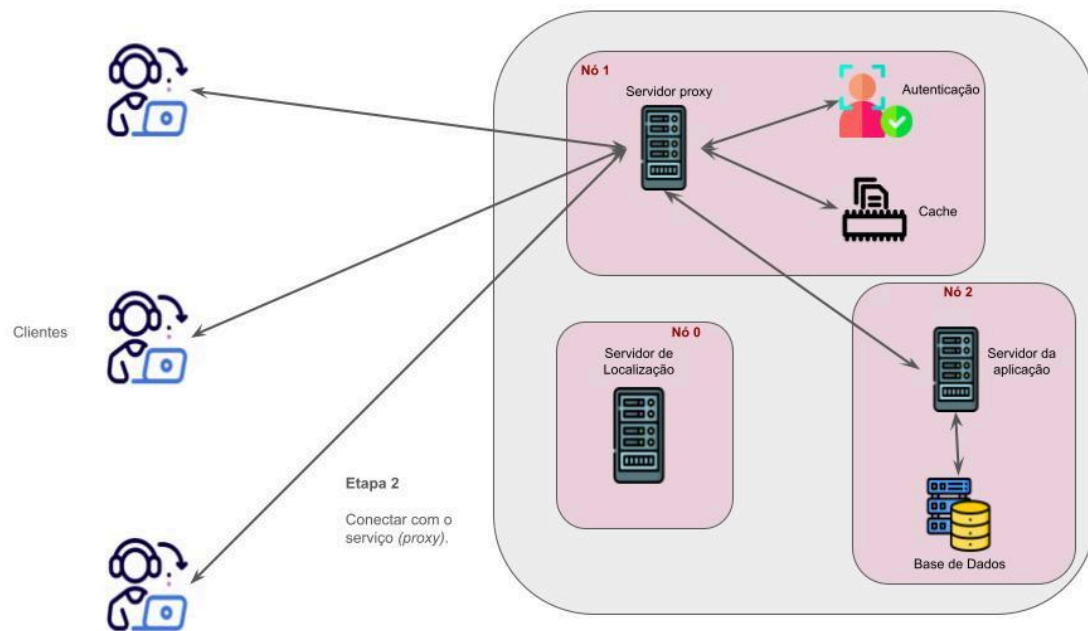 Nó 1
Servidor proxy
Autenticação
Cache
Clientes
Nó 2
Nó 0
Servidor de
Localização
Servidor da
aplicação
Etapa 2
Conectar com o
serviço (proxy).
Base de Dados